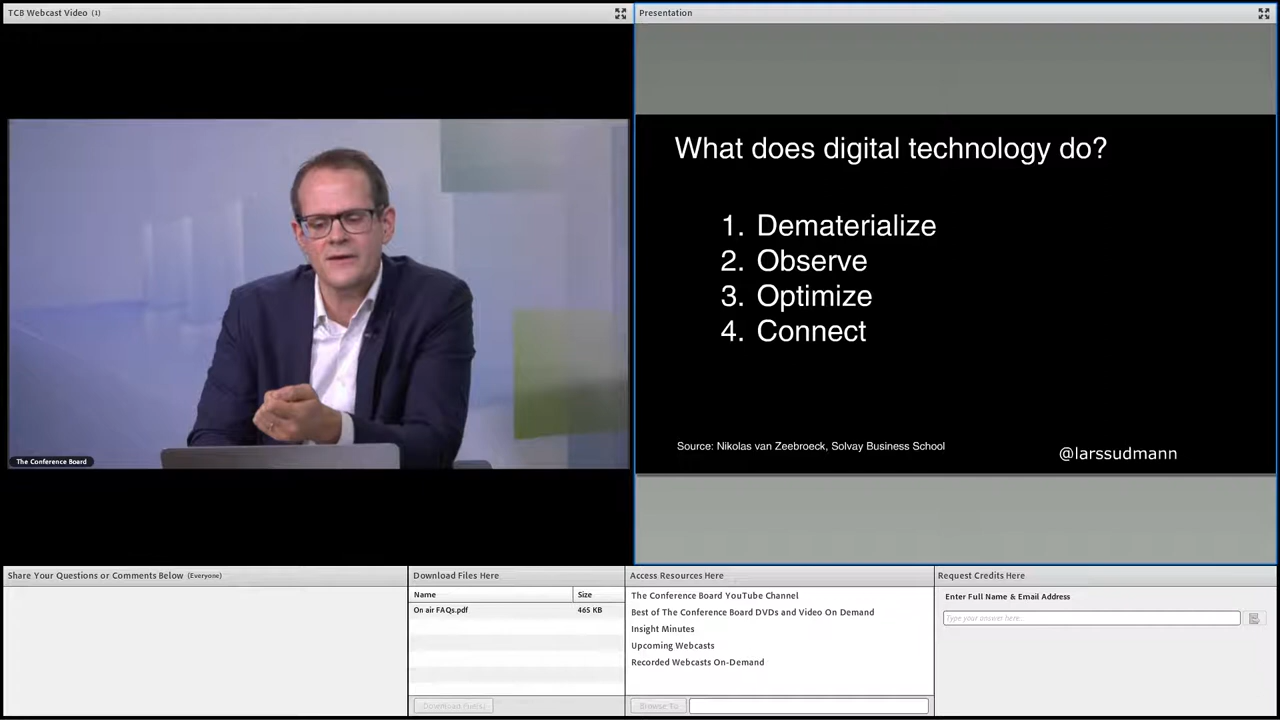 TCB Webcast Video (1)
Presentation
What does digital technology do?
1. Dematerialize
2. Observe
3. Optimize
4. Connect
Source: Nikolas van Zeebroeck, Solvay Business School
@larssudmann
The Conference Board
Share Your Questions or Comments Below (Everyone)
Download Files Here
Name Size
On air FAQs.pdf 465 KB
Download File(s)
Access Resources Here
The Conference Board YouTube Channel
Best of The Conference Board DVDs and Video On Demand
Insight Minutes
Upcoming Webcasts
Recorded Webcasts On-Demand
Browse To
Request Credits Here
Enter Full Name & Email Address
Type your answer here...